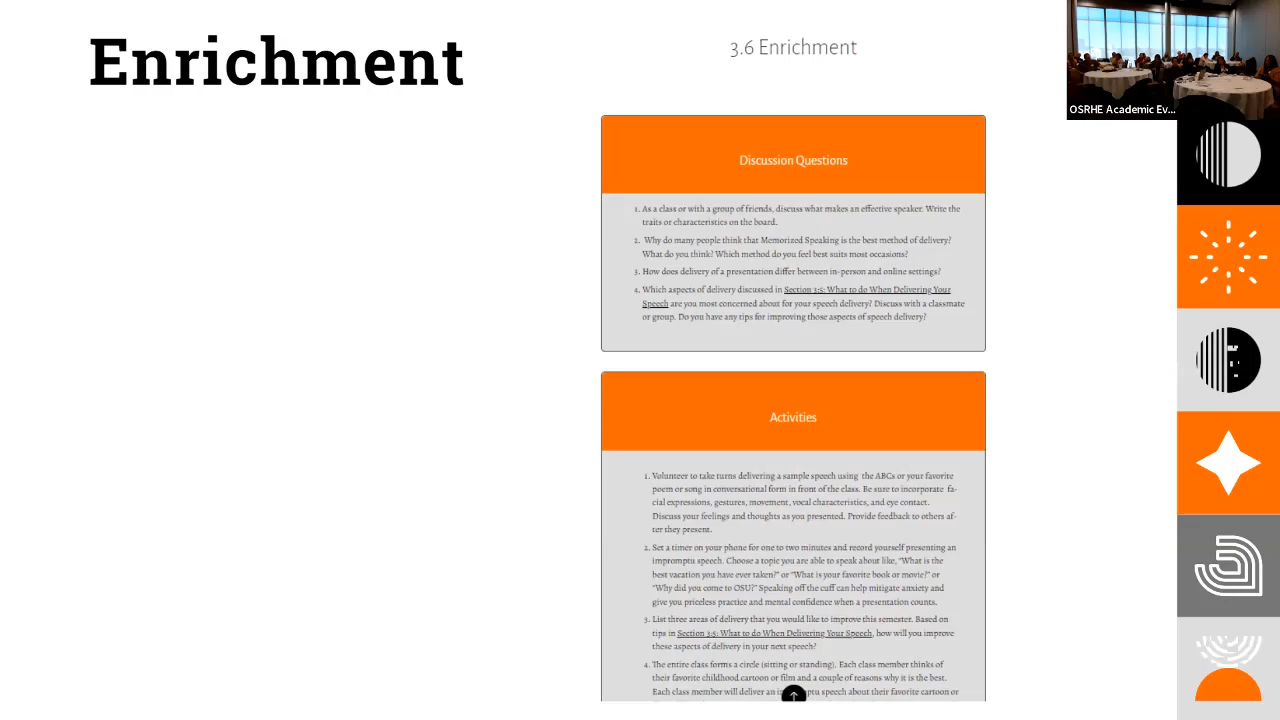 Enrichment
3.6 Enrichment
OSRHE Academic Ev...
Discussion Questions
1. As a class or with a group of friends, discuss what makes an effective speaker. Write the
traits or characteristics on the board.
2. Why do many people think that Memorized Speaking is the best method of delivery?
What do you think? Which method do you feel best suits most occasions?
3. How does delivery of a presentation differ between in-person and online settings?
4. Which aspects of delivery discussed in Section 3:5: What to do When Delivering Your
Speech are you most concerned about for your speech delivery? Discuss with a classmate
or group. Do you have any tips for improving those aspects of speech delivery?
Activities
1. Volunteer to take turns delivering a sample speech using the ABCs or your favorite
poem or song in conversational form in front of the class. Be sure to incorporate fa-
cial expressions, gestures, movement, vocal characteristics, and eye contact.
Discuss your feelings and thoughts as you presented. Provide feedback to others af-
ter they present.
2. Set a timer on your phone for one to two minutes and record yourself presenting an
impromptu speech. Choose a topic you are able to speak about like, "What is the
best vacation you have ever taken?" or "What is your favorite book or movie?" or
"Why did you come to OSU?" Speaking off the cuff can help mitigate anxiety and
give you priceless practice and mental confidence when a presentation counts.
3. List three areas of delivery that you would like to improve this semester. Based on
tips in Section 3:5: What to do When Delivering Your Speech, how will you improve
these aspects of delivery in your next speech?
4. The entire class forms a circle (sitting or standing). Each class member thinks of
their favorite childhood cartoon or film and a couple of reasons why it is the best.
Each class member will deliver an speech about their favorite cartoon or